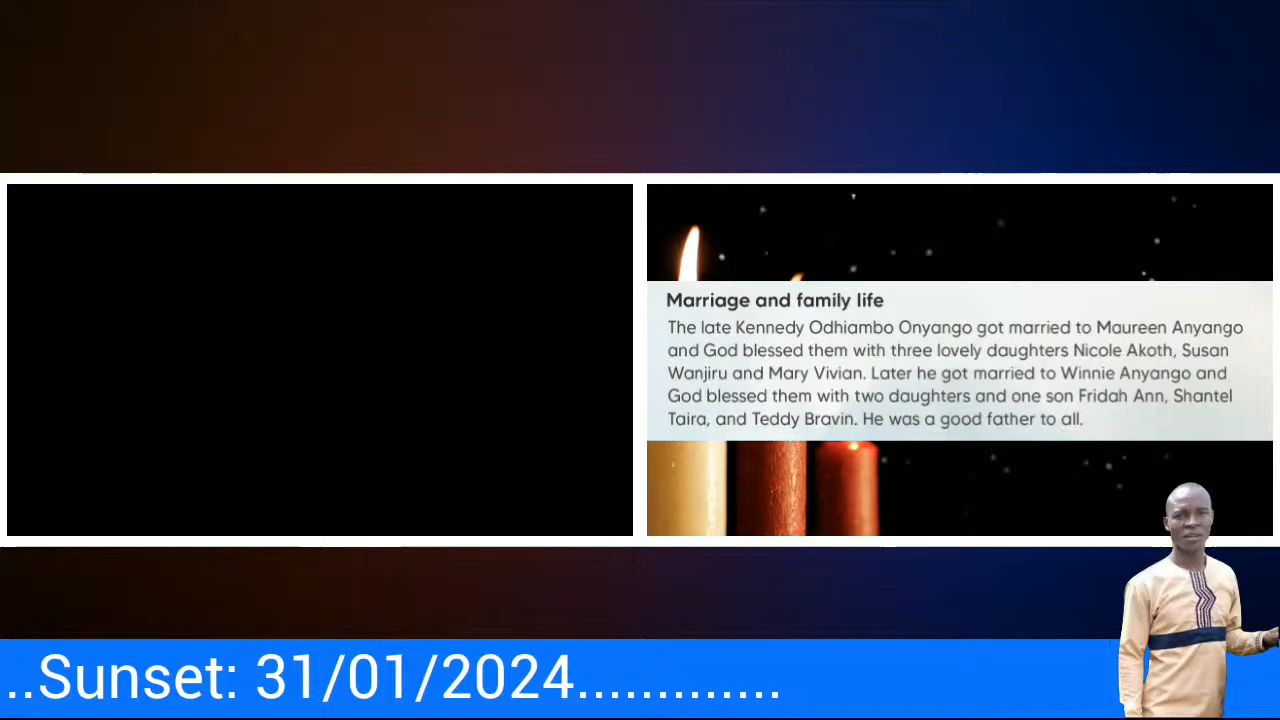 Marriage and family life
The late Kennedy Odhiambo Onyango got married to Maureen Anyango
and God blessed them with three lovely daughters Nicole Akoth, Susan
Wanjiru and Mary Vivian. Later he got married to Winnie Anyango and
God blessed them with two daughters and one son Fridah Ann, Shantel
Taira, and Teddy Bravin. He was a good father to all.
..Sunset: 31/01/2024.............